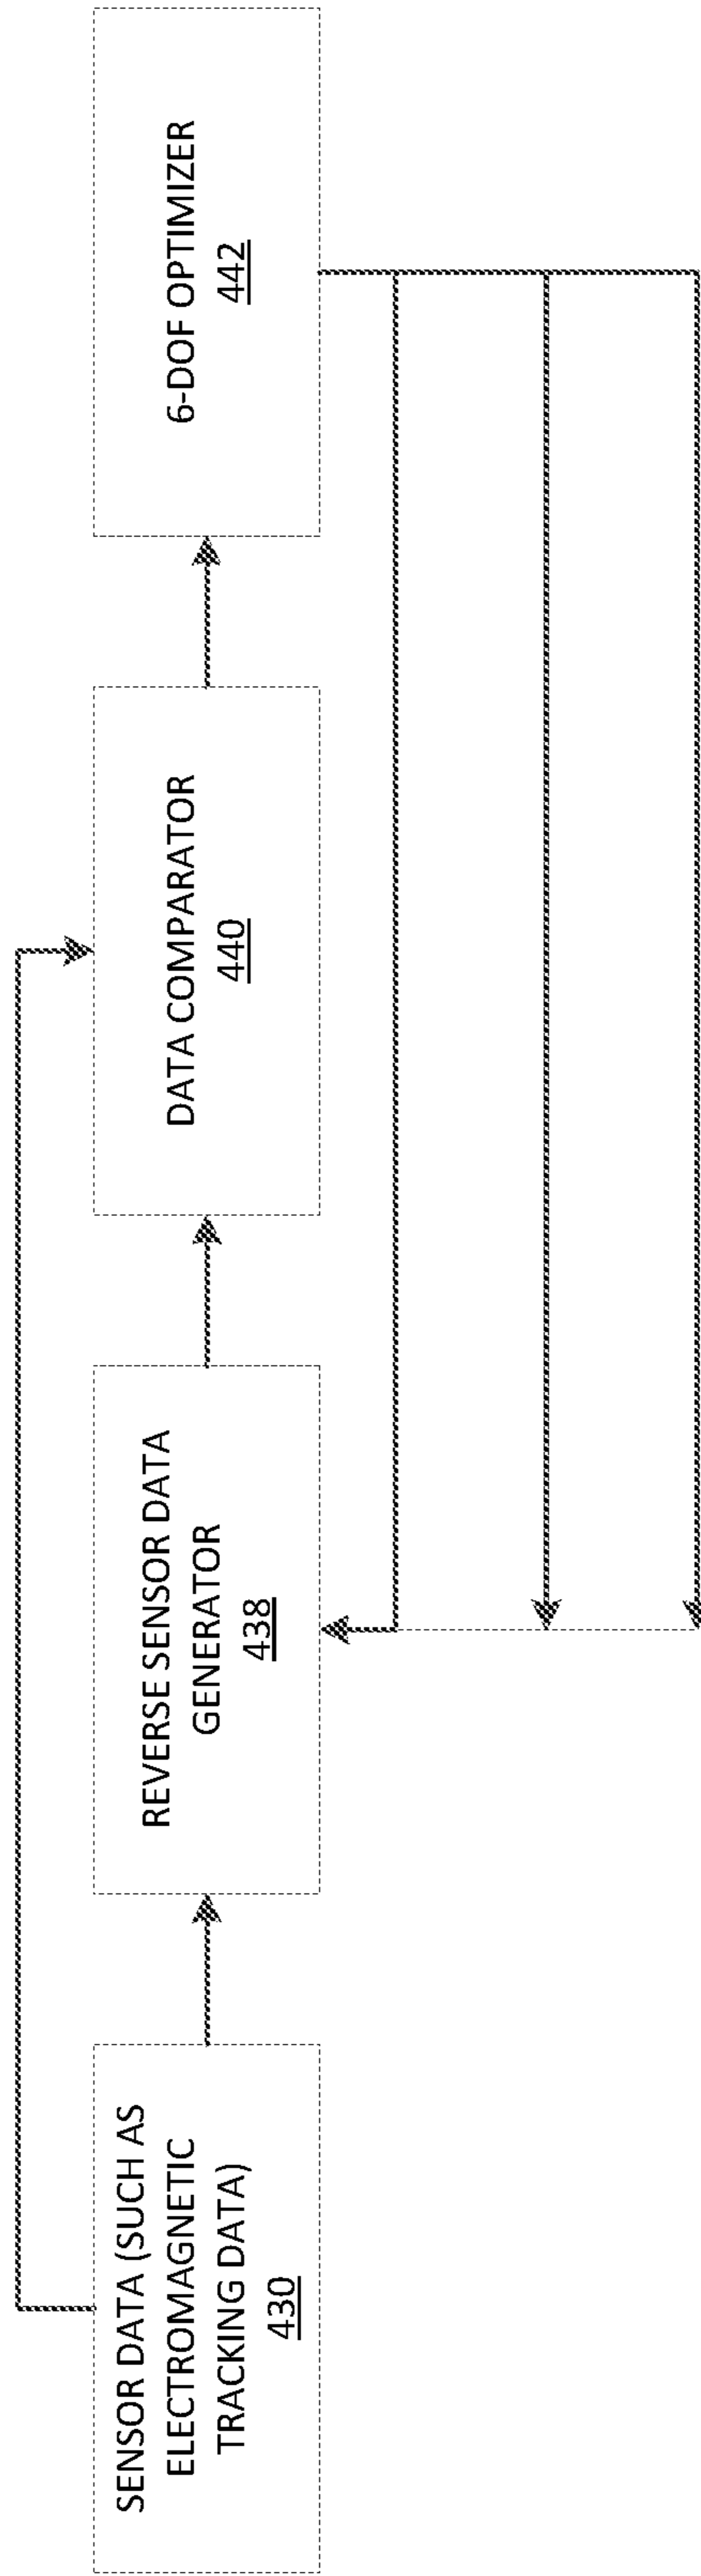 SENSOR DATA (SUCH AS
ELECTROMAGNETIC
TRACKING DATA)
430
REVERSE SENSOR DATA
GENERATOR
438
DATA COMPARATOR
440
6-DOF OPTIMIZER
442